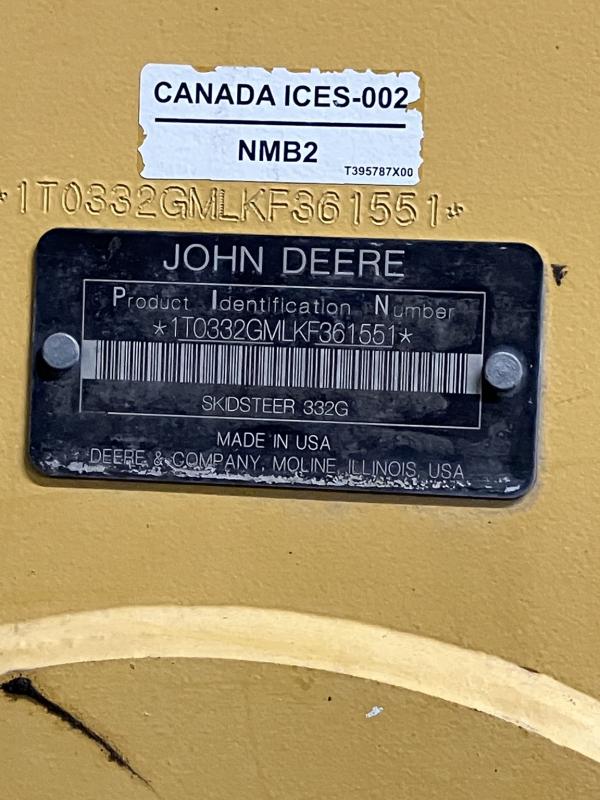 CANADA ICES-002
NMB2
T395787X00
*1T0332GMLKF361551*
JOHN DEERE
Product Identification Number
*1T0332GMLKF361551*
SKIDSTEER 332G
MADE IN USA
DEERE & COMPANY, MOLINE, ILLINOIS, USA